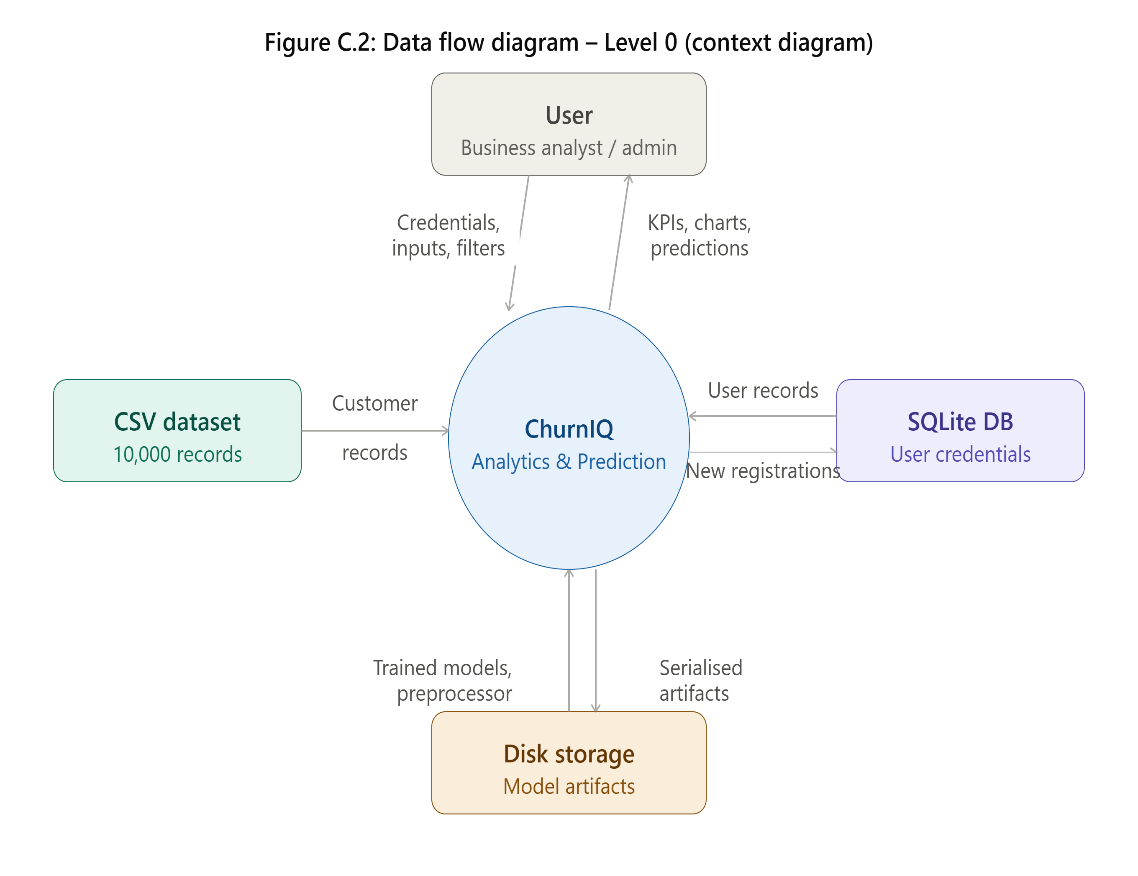 Figure C.2: Data flow diagram – Level 0 (context diagram)
User
Business analyst / admin
Credentials,
inputs, filters
KPIs, charts,
predictions
CSV dataset
10,000 records
Customer
records
ChurnIQ
Analytics & Prediction
User records
New registrations
SQLite DB
User credentials
Trained models,
preprocessor
Serialised
artifacts
Disk storage
Model artifacts